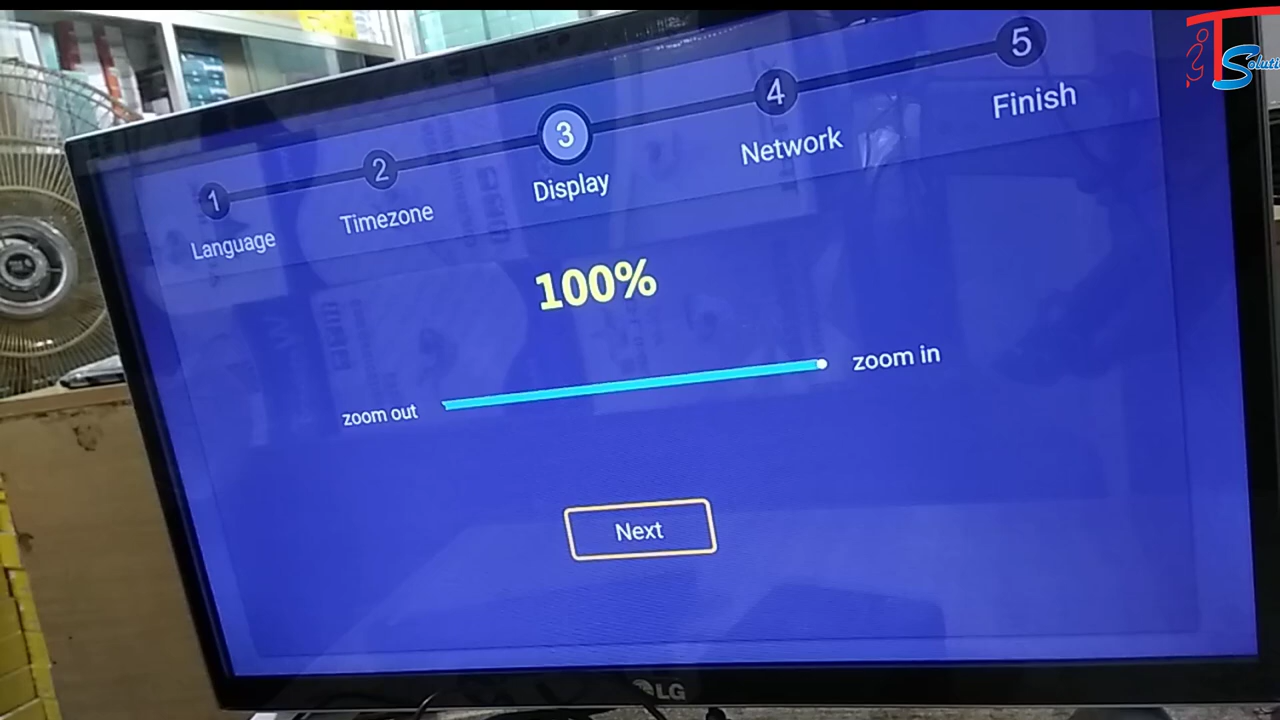 1
2
3
4
5
Language
Timezone
Display
Network
Finish
100%
zoom out
zoom in
Next
LG